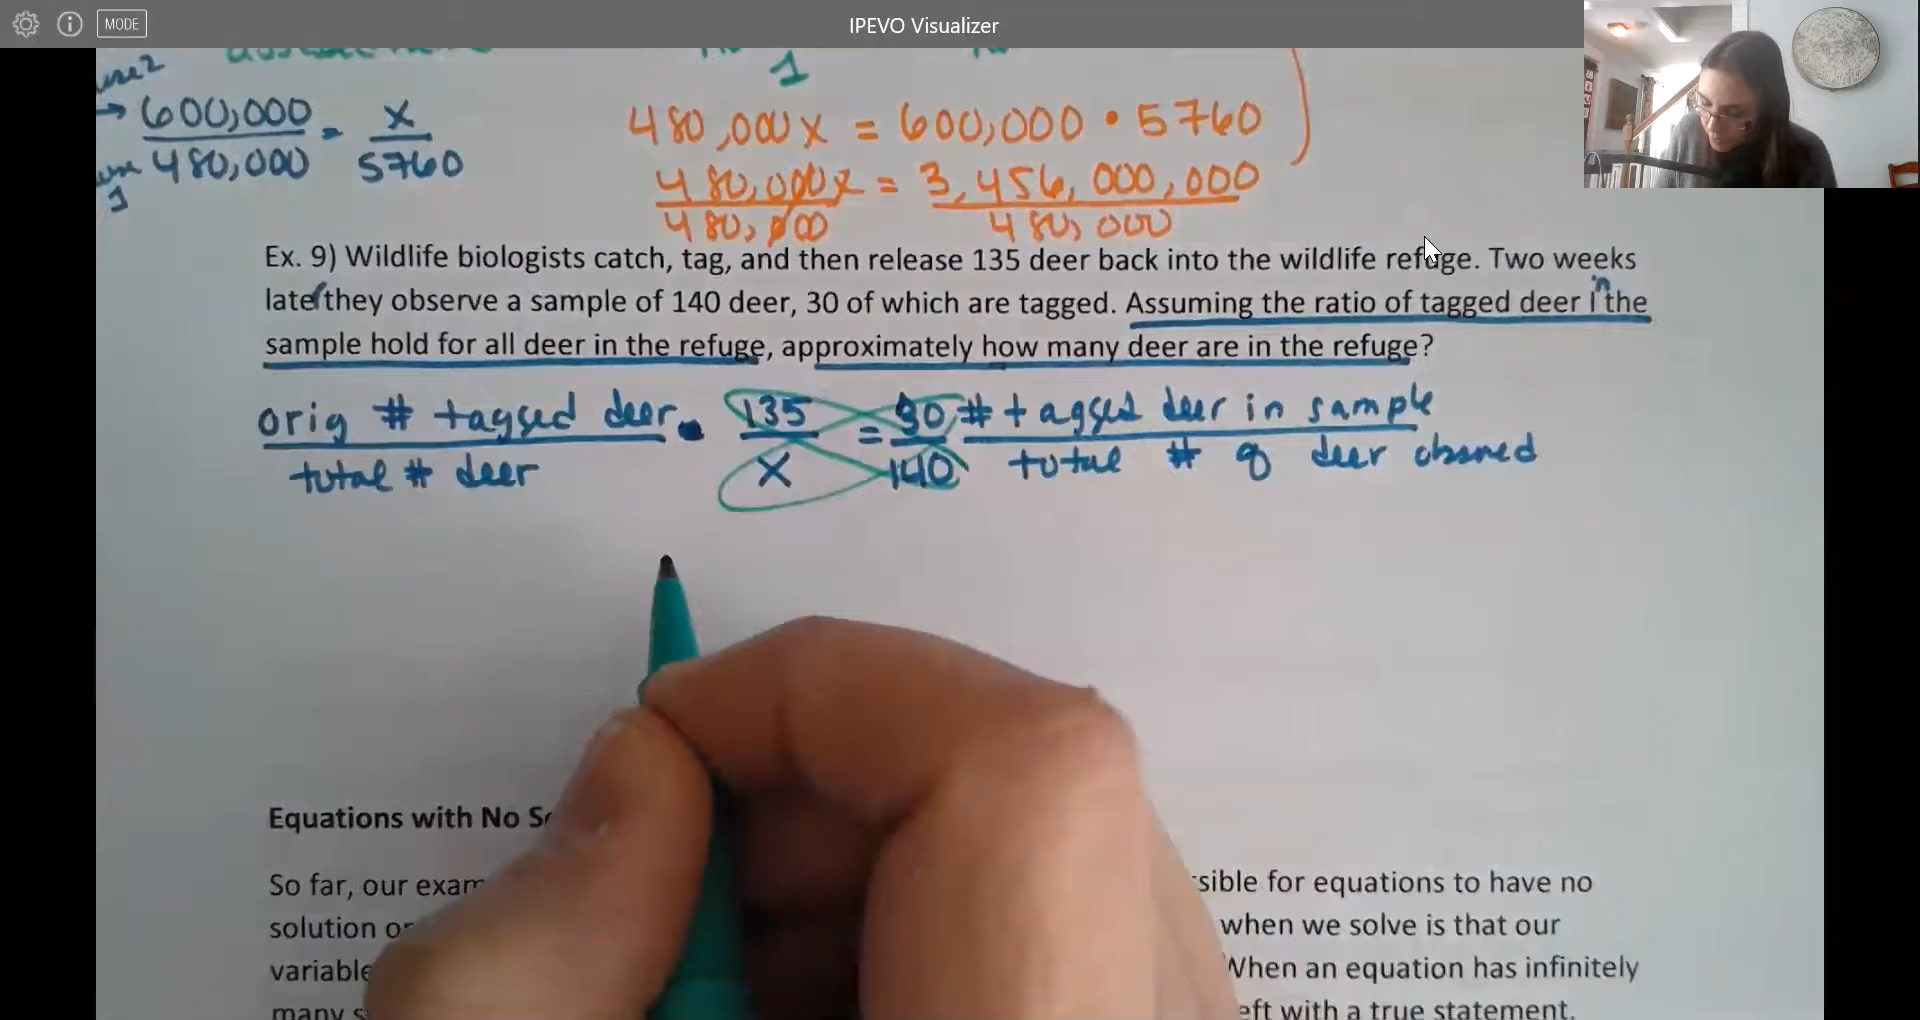 MODE
IPEVO Visualizer
600,000 / 480,000 = x / 5760
1
480,000x = 600,000 • 5760
480,000x / 480,000 = 3,456,000,000 / 480,000
Ex. 9) Wildlife biologists catch, tag, and then release 135 deer back into the wildlife refuge. Two weeks
later they observe a sample of 140 deer, 30 of which are tagged. Assuming the ratio of tagged deer in the
sample hold for all deer in the refuge, approximately how many deer are in the refuge?
orig # tagged deer 135 = 30 # tagged deer in sample
total # deer x 140 total # of deer observed
Equations with No
So far, our sible for equations to have no
solution when we solve is that our
variable When an equation has infinitely
many eft with a true statement.